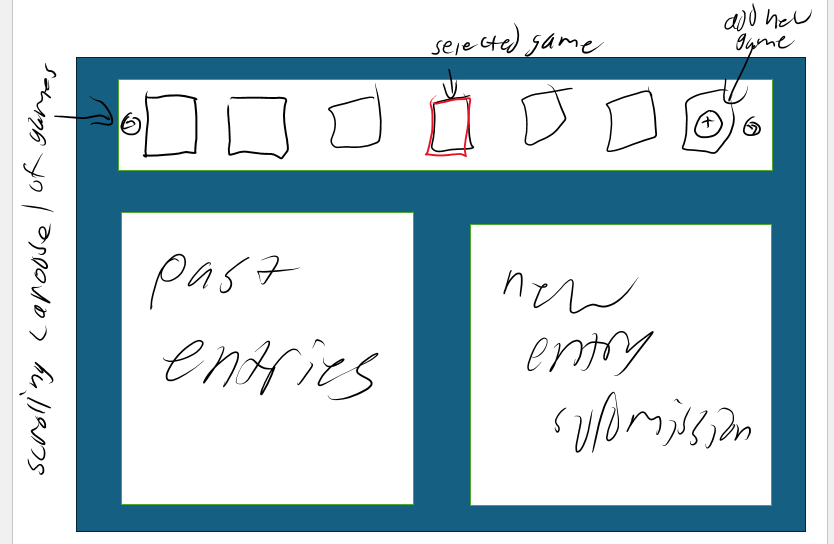 selected game
add new
game
scrolling carousel of games
+
past
entries
new
entry
submission